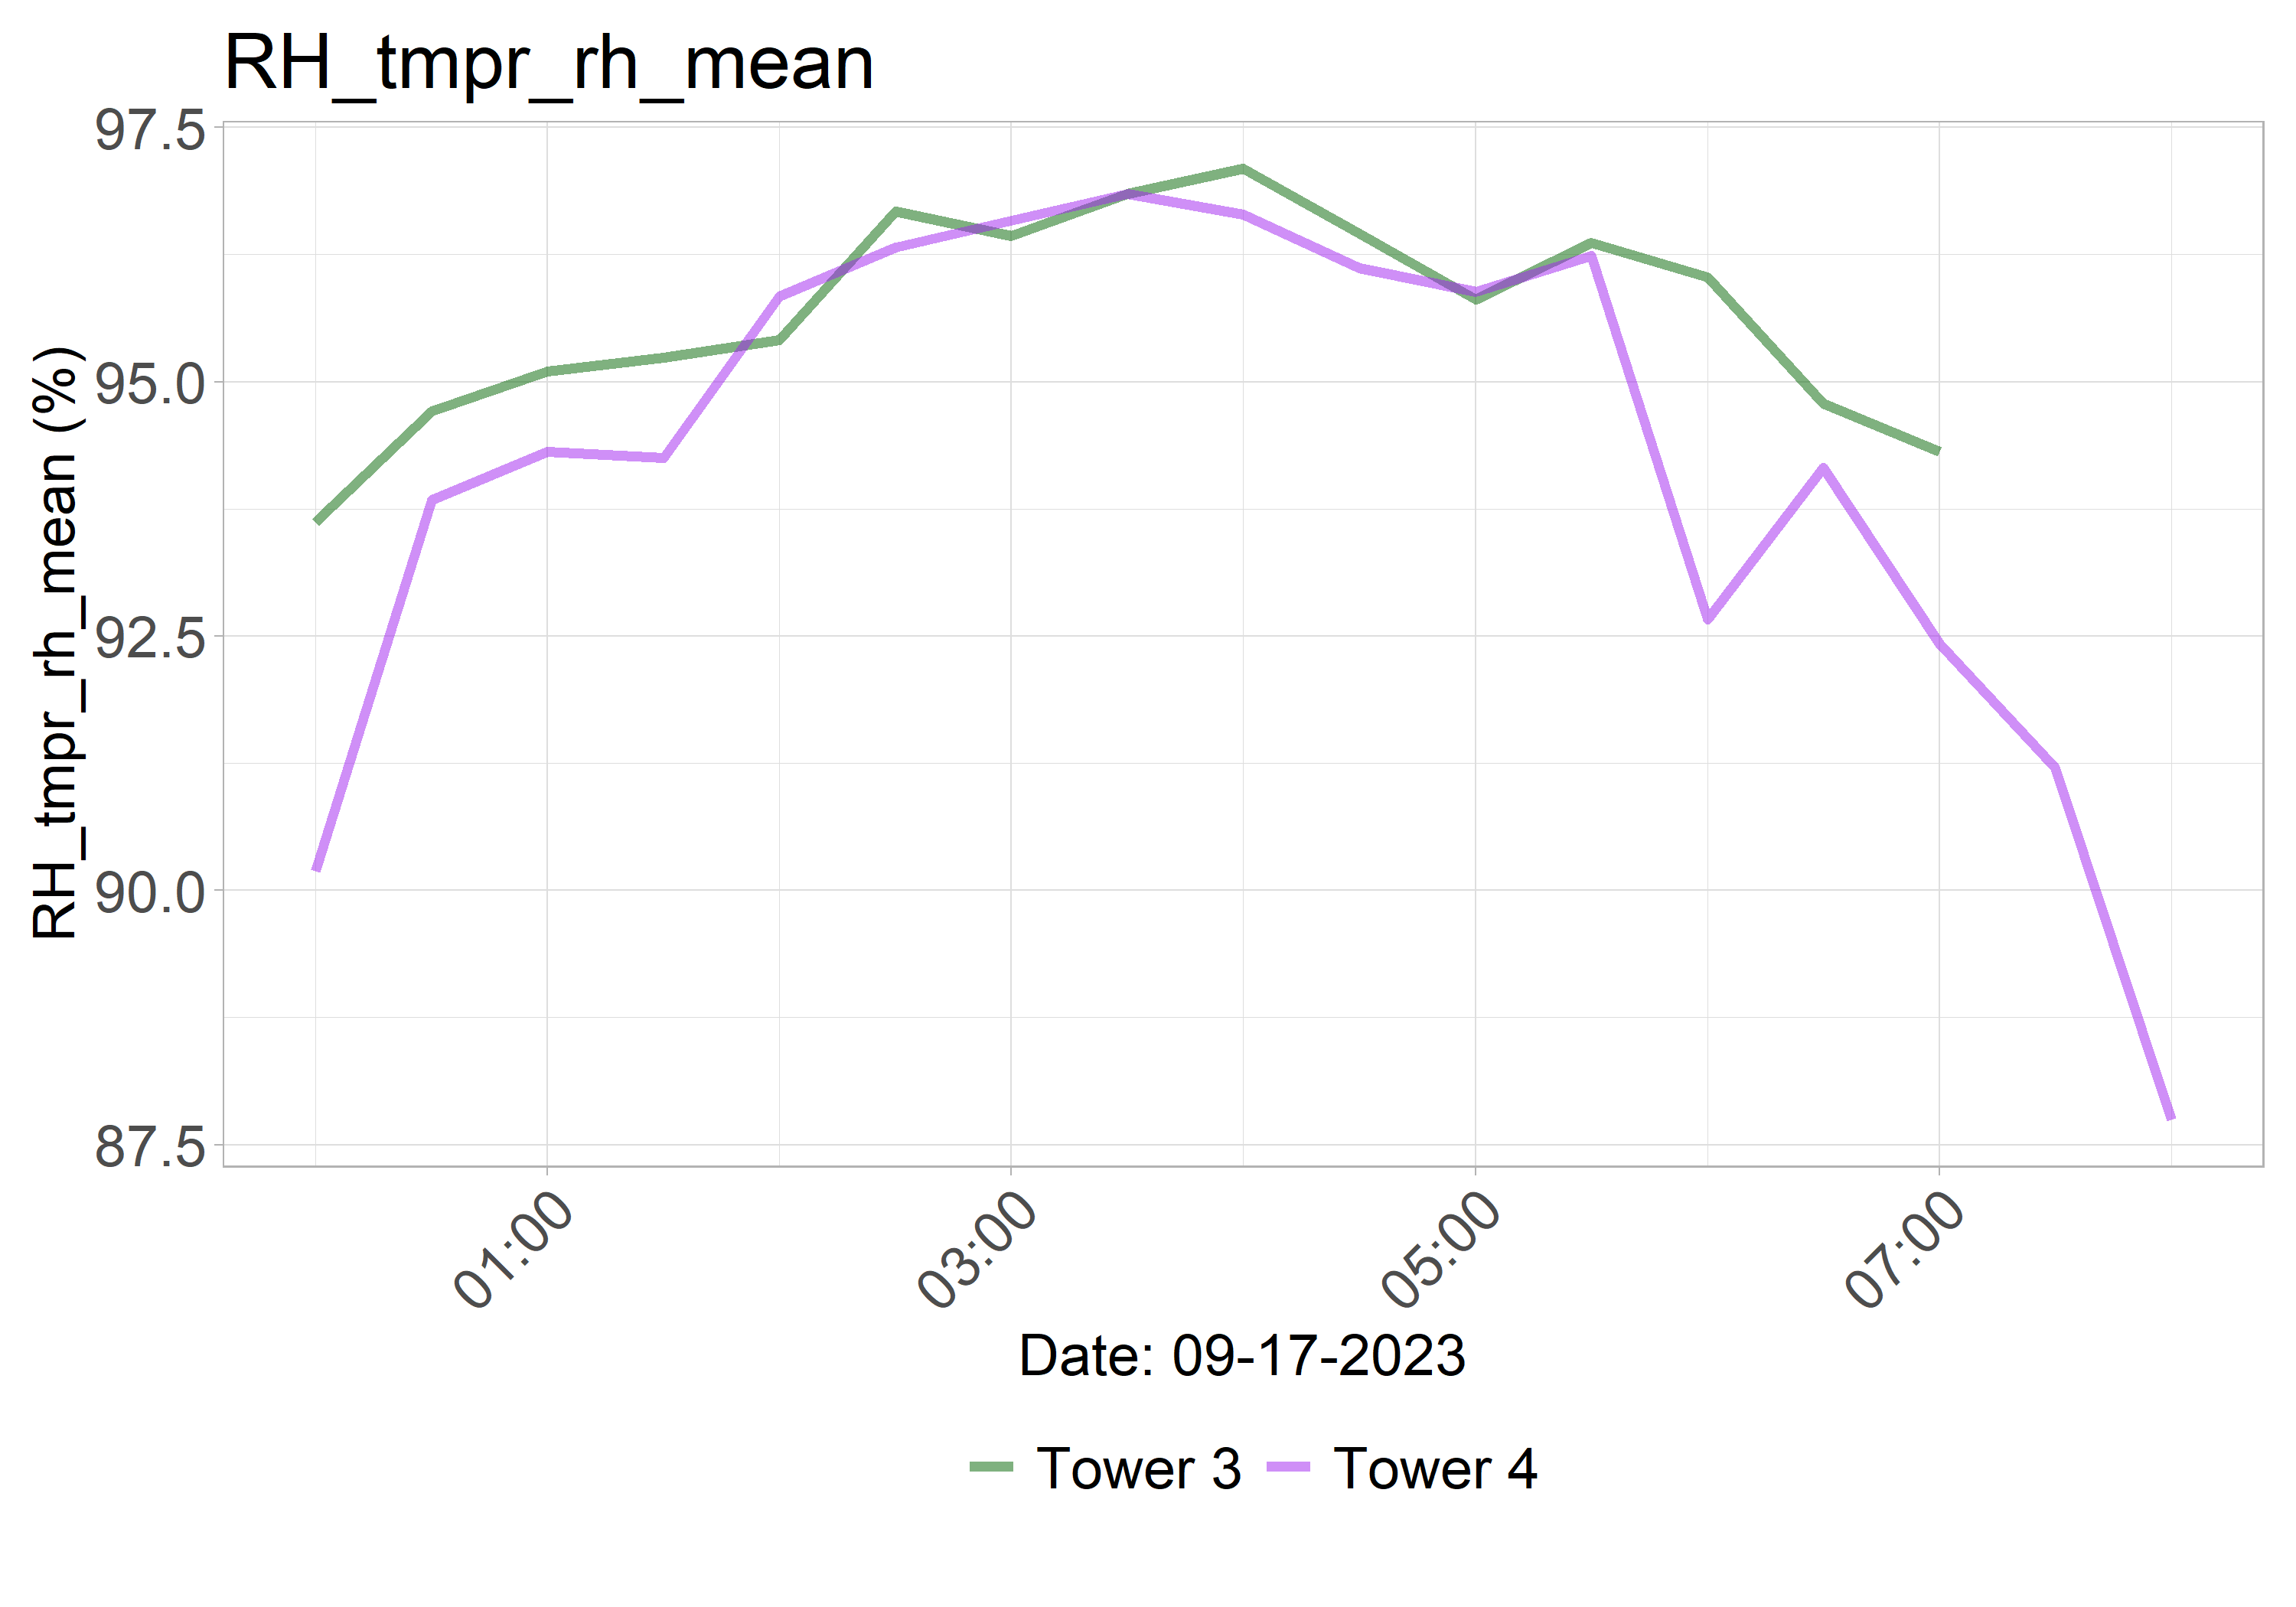 RH_tmpr_rh_mean
RH_tmpr_rh_mean (%)
97.5
95.0
92.5
90.0
87.5
01:00
03:00
05:00
07:00
Date: 09-17-2023
Tower 3
Tower 4